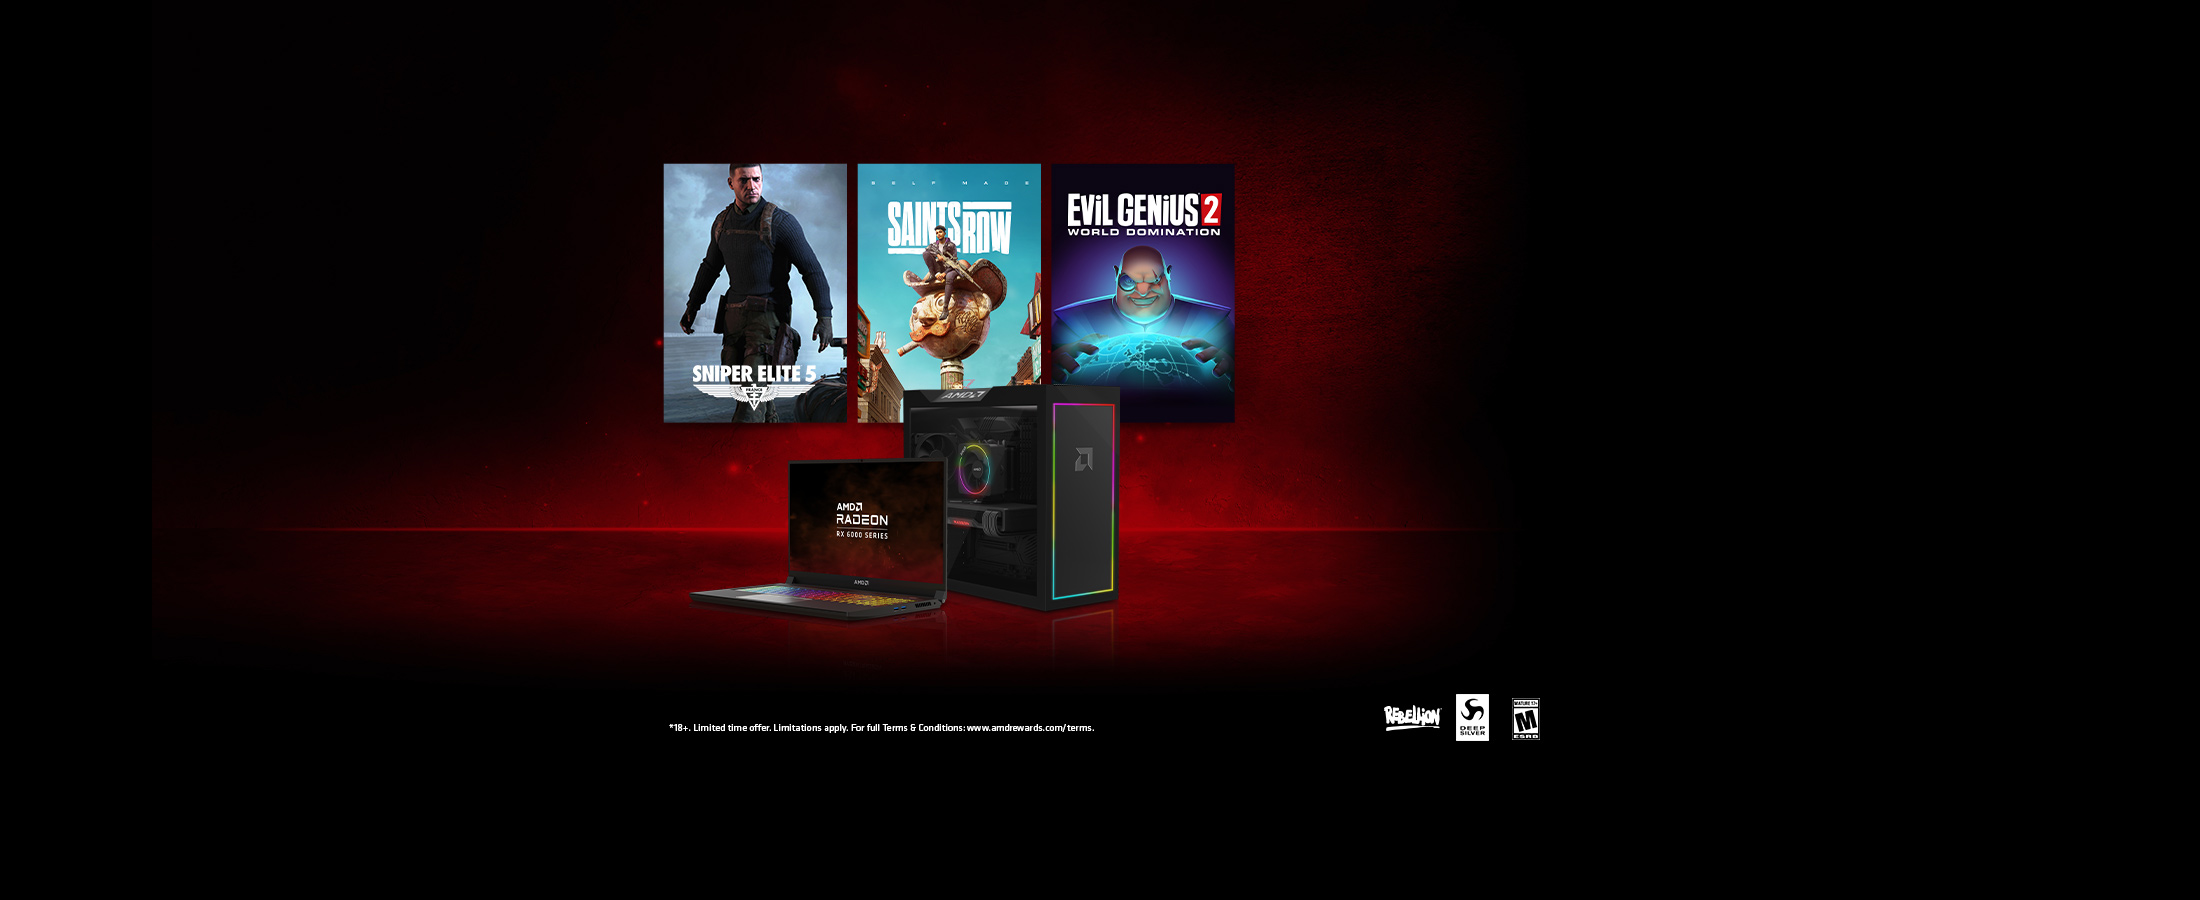 SELF MADE
SAINTS ROW
EVIL GENIUS 2
WORLD DOMINATION
SNIPER ELITE 5
FRANCE
AMD
AMD
RADEON
RX 6000 SERIES
AMD
*18+. Limited time offer. Limitations apply. For full Terms & Conditions: www.amdrewards.com/terms.
REBELLION
DEEP
SILVER
MATURE 17+
M
ESRB